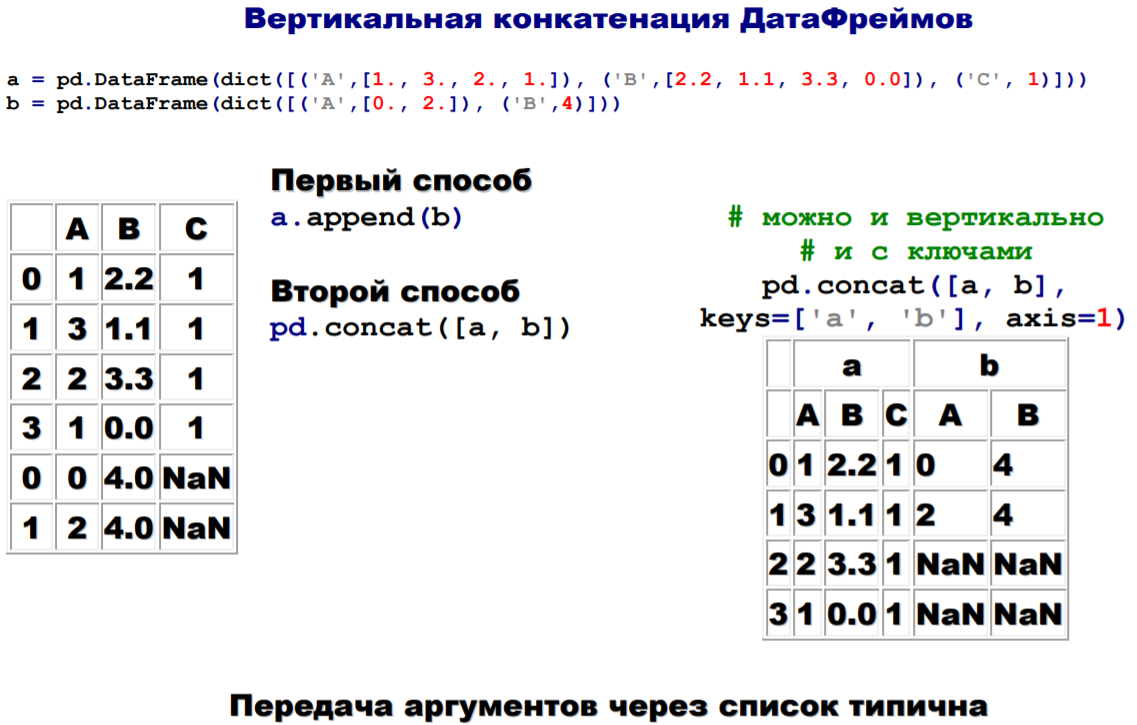 Вертикальная конкатенация ДатаФреймов
a = pd.DataFrame(dict([('A',[1., 3., 2., 1.]), ('B',[2.2, 1.1, 3.3, 0.0]), ('C', 1)]))
b = pd.DataFrame(dict([('A',[0., 2.]), ('B',4)]))
A B C
0 1 2.2 1
1 3 1.1 1
2 2 3.3 1
3 1 0.0 1
0 0 4.0 NaN
1 2 4.0 NaN
Первый способ
a.append(b)
Второй способ
pd.concat([a, b])
# можно и вертикально
# и с ключами
pd.concat([a, b],
keys=['a', 'b'], axis=1)
a b
A B C A B
0 1 2.2 1 0 4
1 3 1.1 1 2 4
2 2 3.3 1 NaN NaN
3 1 0.0 1 NaN NaN
Передача аргументов через список типична